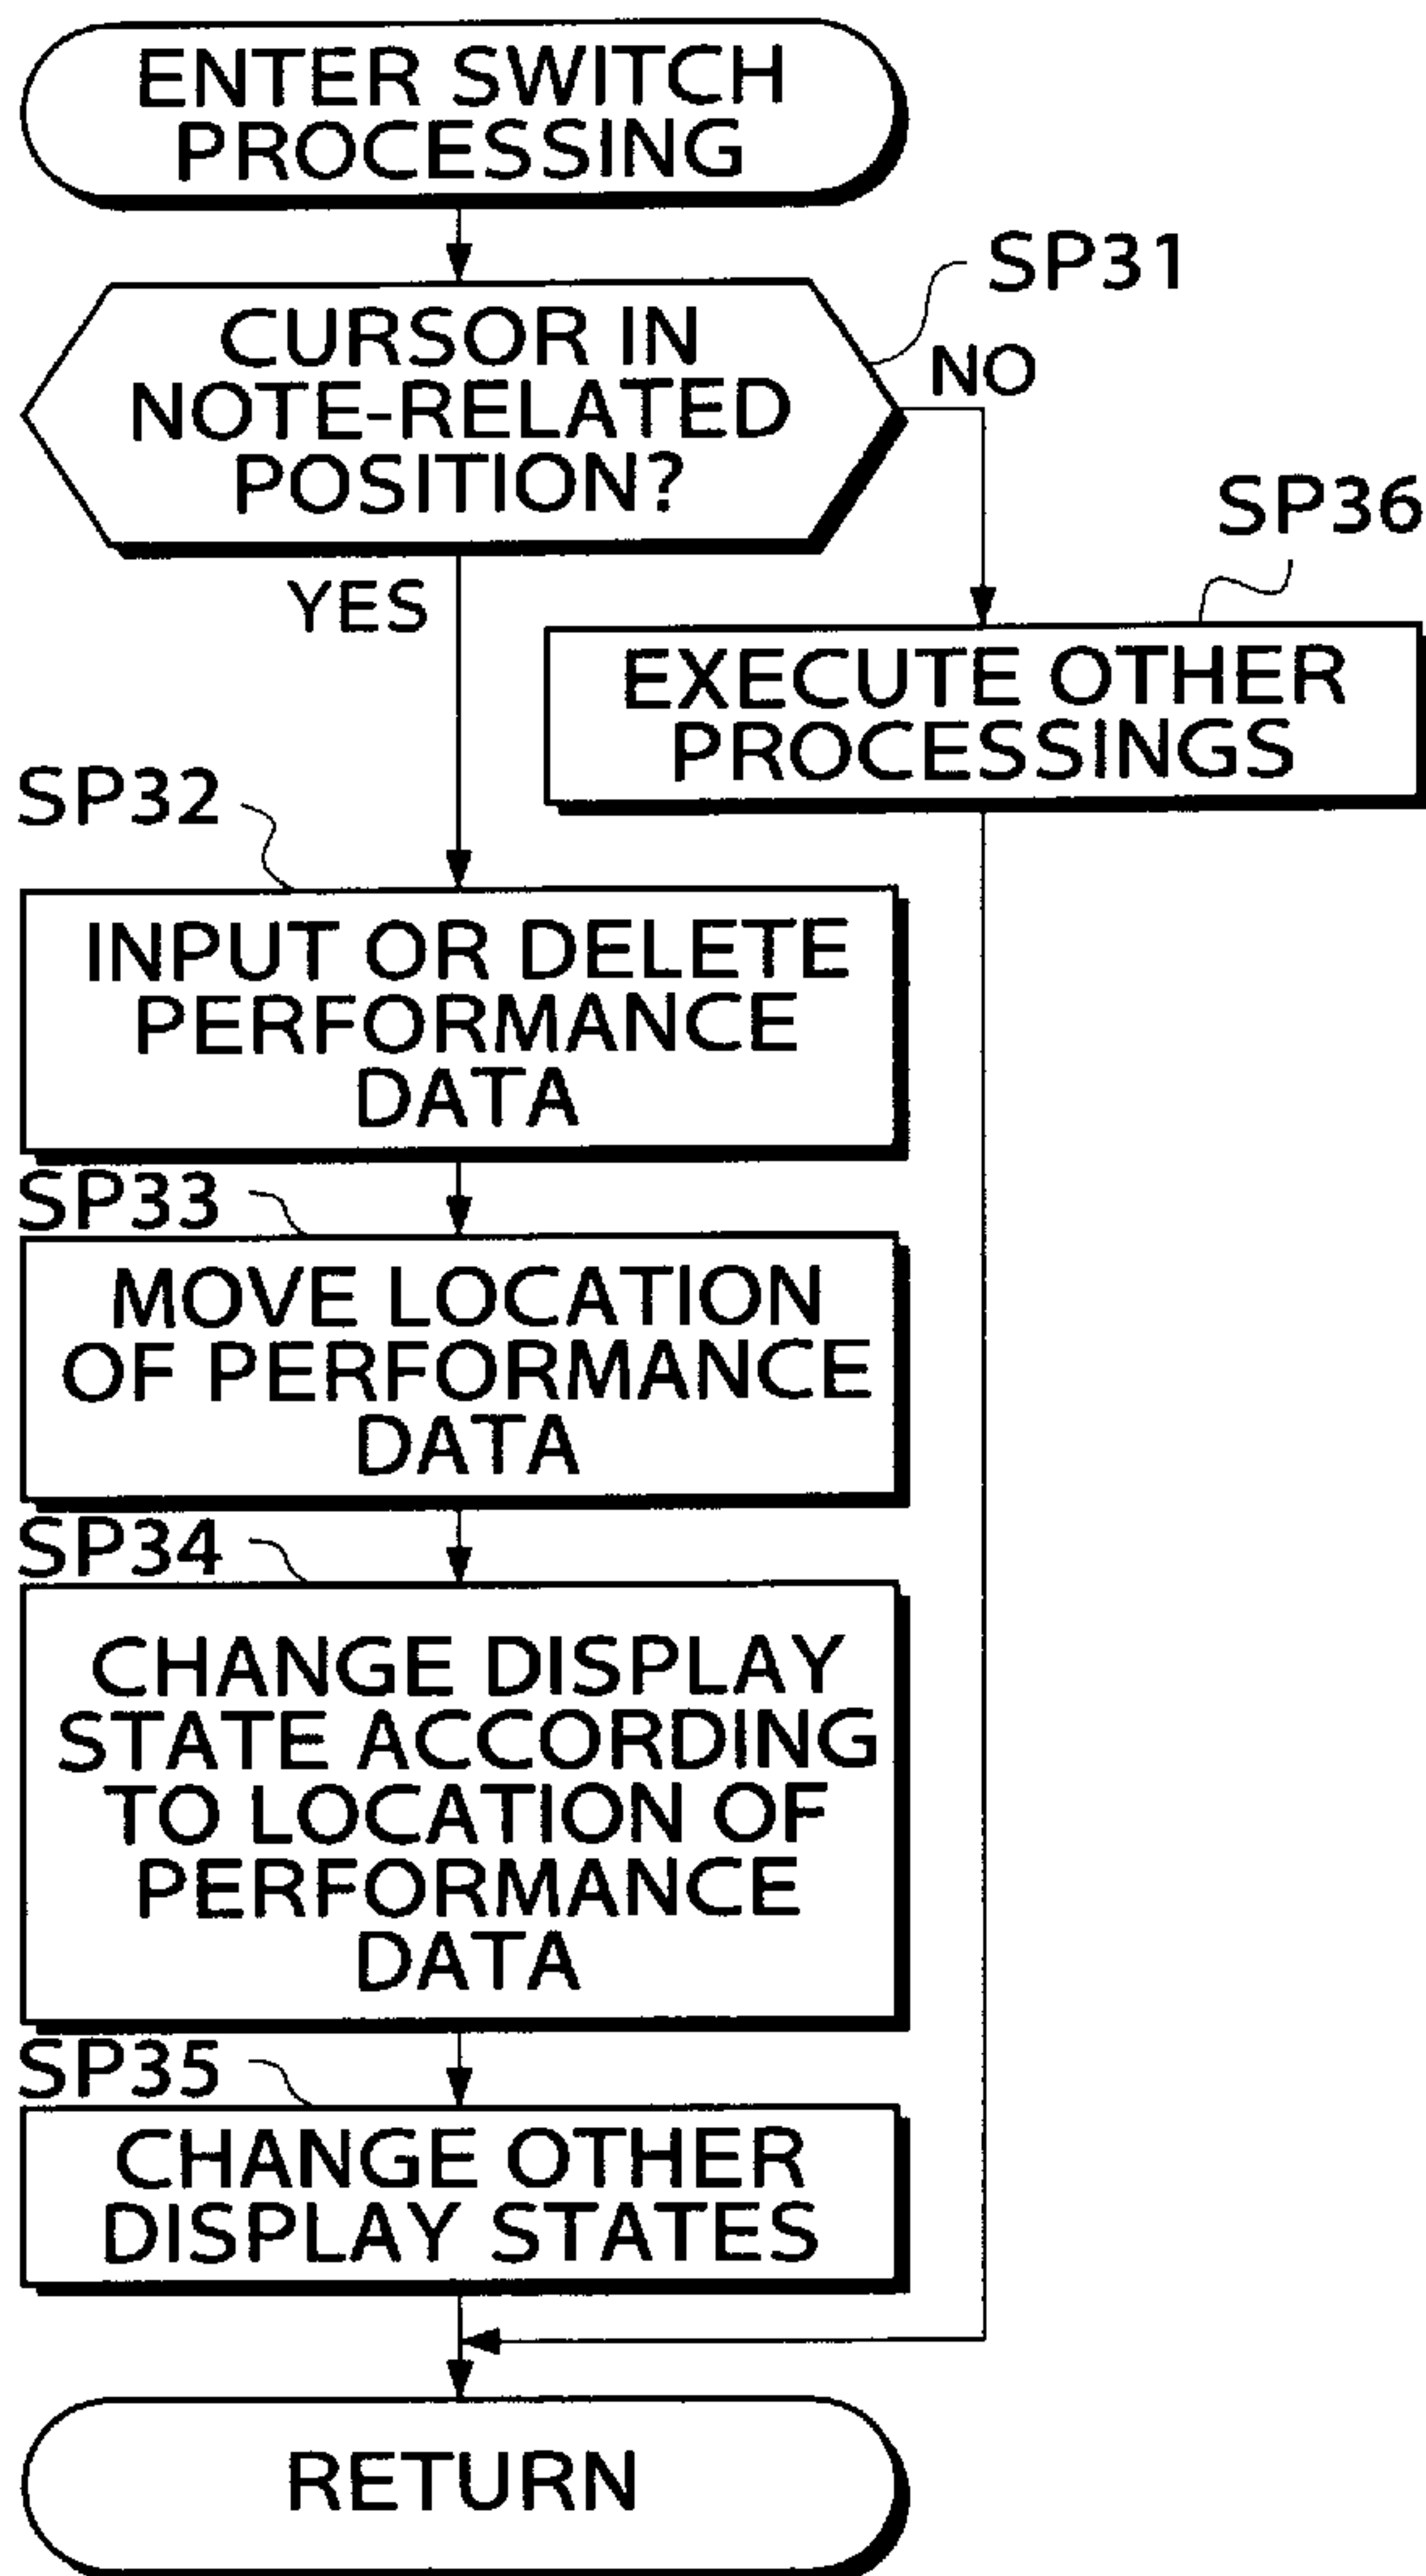 ENTER SWITCH
PROCESSING
SP31
CURSOR IN
NOTE-RELATED
POSITION?
NO
YES
SP36
EXECUTE OTHER
PROCESSINGS
SP32
INPUT OR DELETE
PERFORMANCE
DATA
SP33
MOVE LOCATION
OF PERFORMANCE
DATA
SP34
CHANGE DISPLAY
STATE ACCORDING
TO LOCATION OF
PERFORMANCE
DATA
SP35
CHANGE OTHER
DISPLAY STATES
RETURN